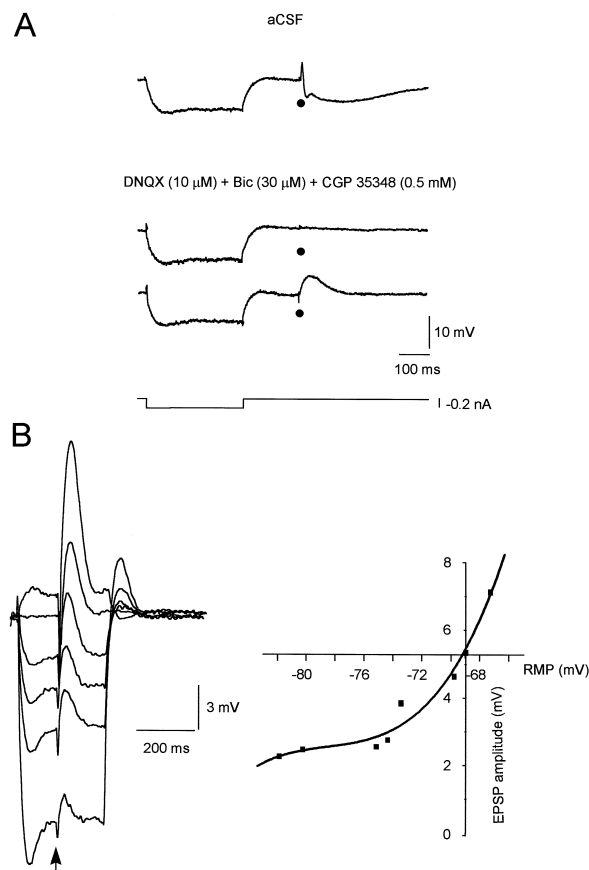 A
aCSF
DNQX (10 μM) + Bic (30 μM) + CGP 35348 (0.5 mM)
10 mV
100 ms
-0.2 nA
B
3 mV
200 ms
8
6
4
2
0
-80
-76
-72
-68
RMP (mV)
EPSP amplitude (mV)